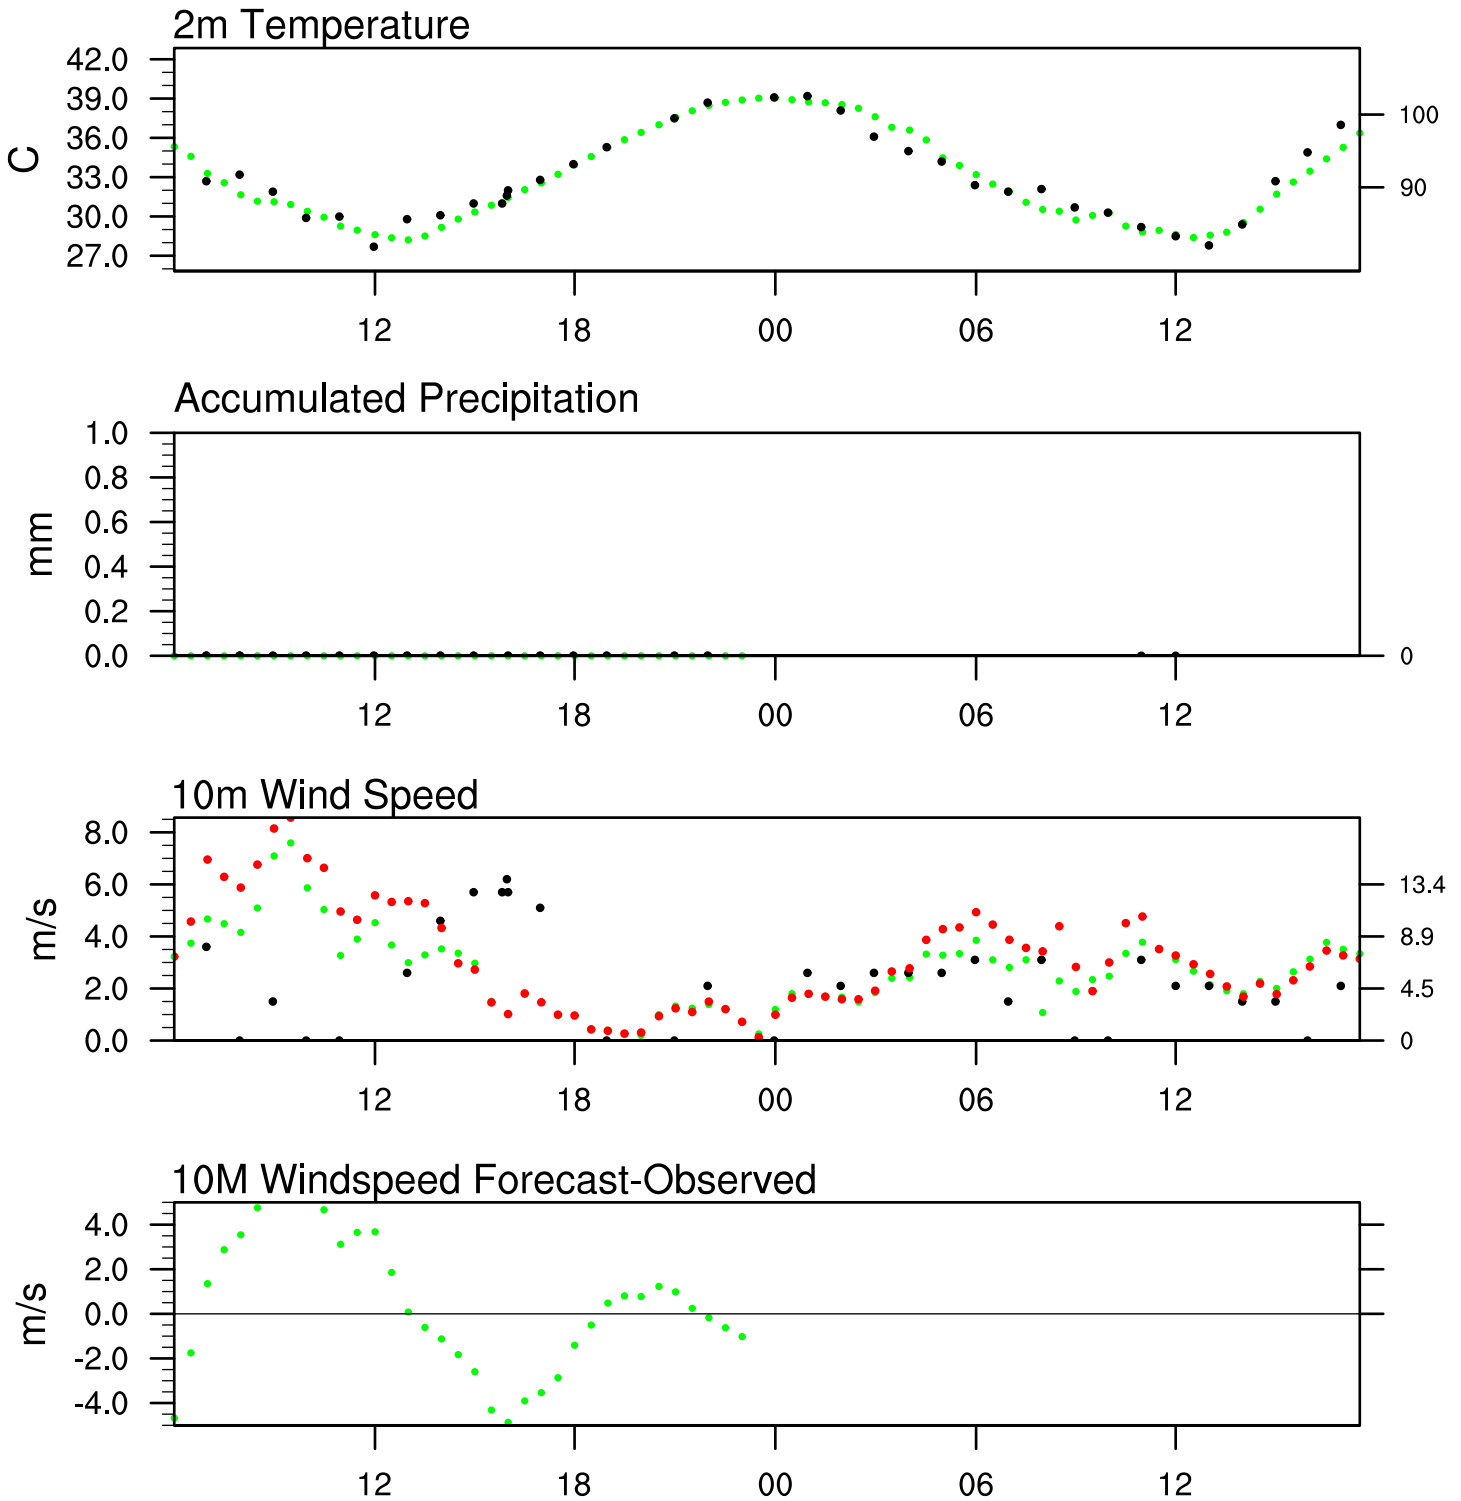 2m Temperature
42.0
39.0
36.0
33.0
30.0
27.0
C
100
90
12 18 00 06 12
Accumulated Precipitation
1.0
0.8
0.6
0.4
0.2
0.0
mm
0
12 18 00 06 12
10m Wind Speed
8.0
6.0
4.0
2.0
0.0
m/s
13.4
8.9
4.5
0
12 18 00 06 12
10M Windspeed Forecast-Observed
4.0
2.0
0.0
-2.0
-4.0
m/s
12 18 00 06 12